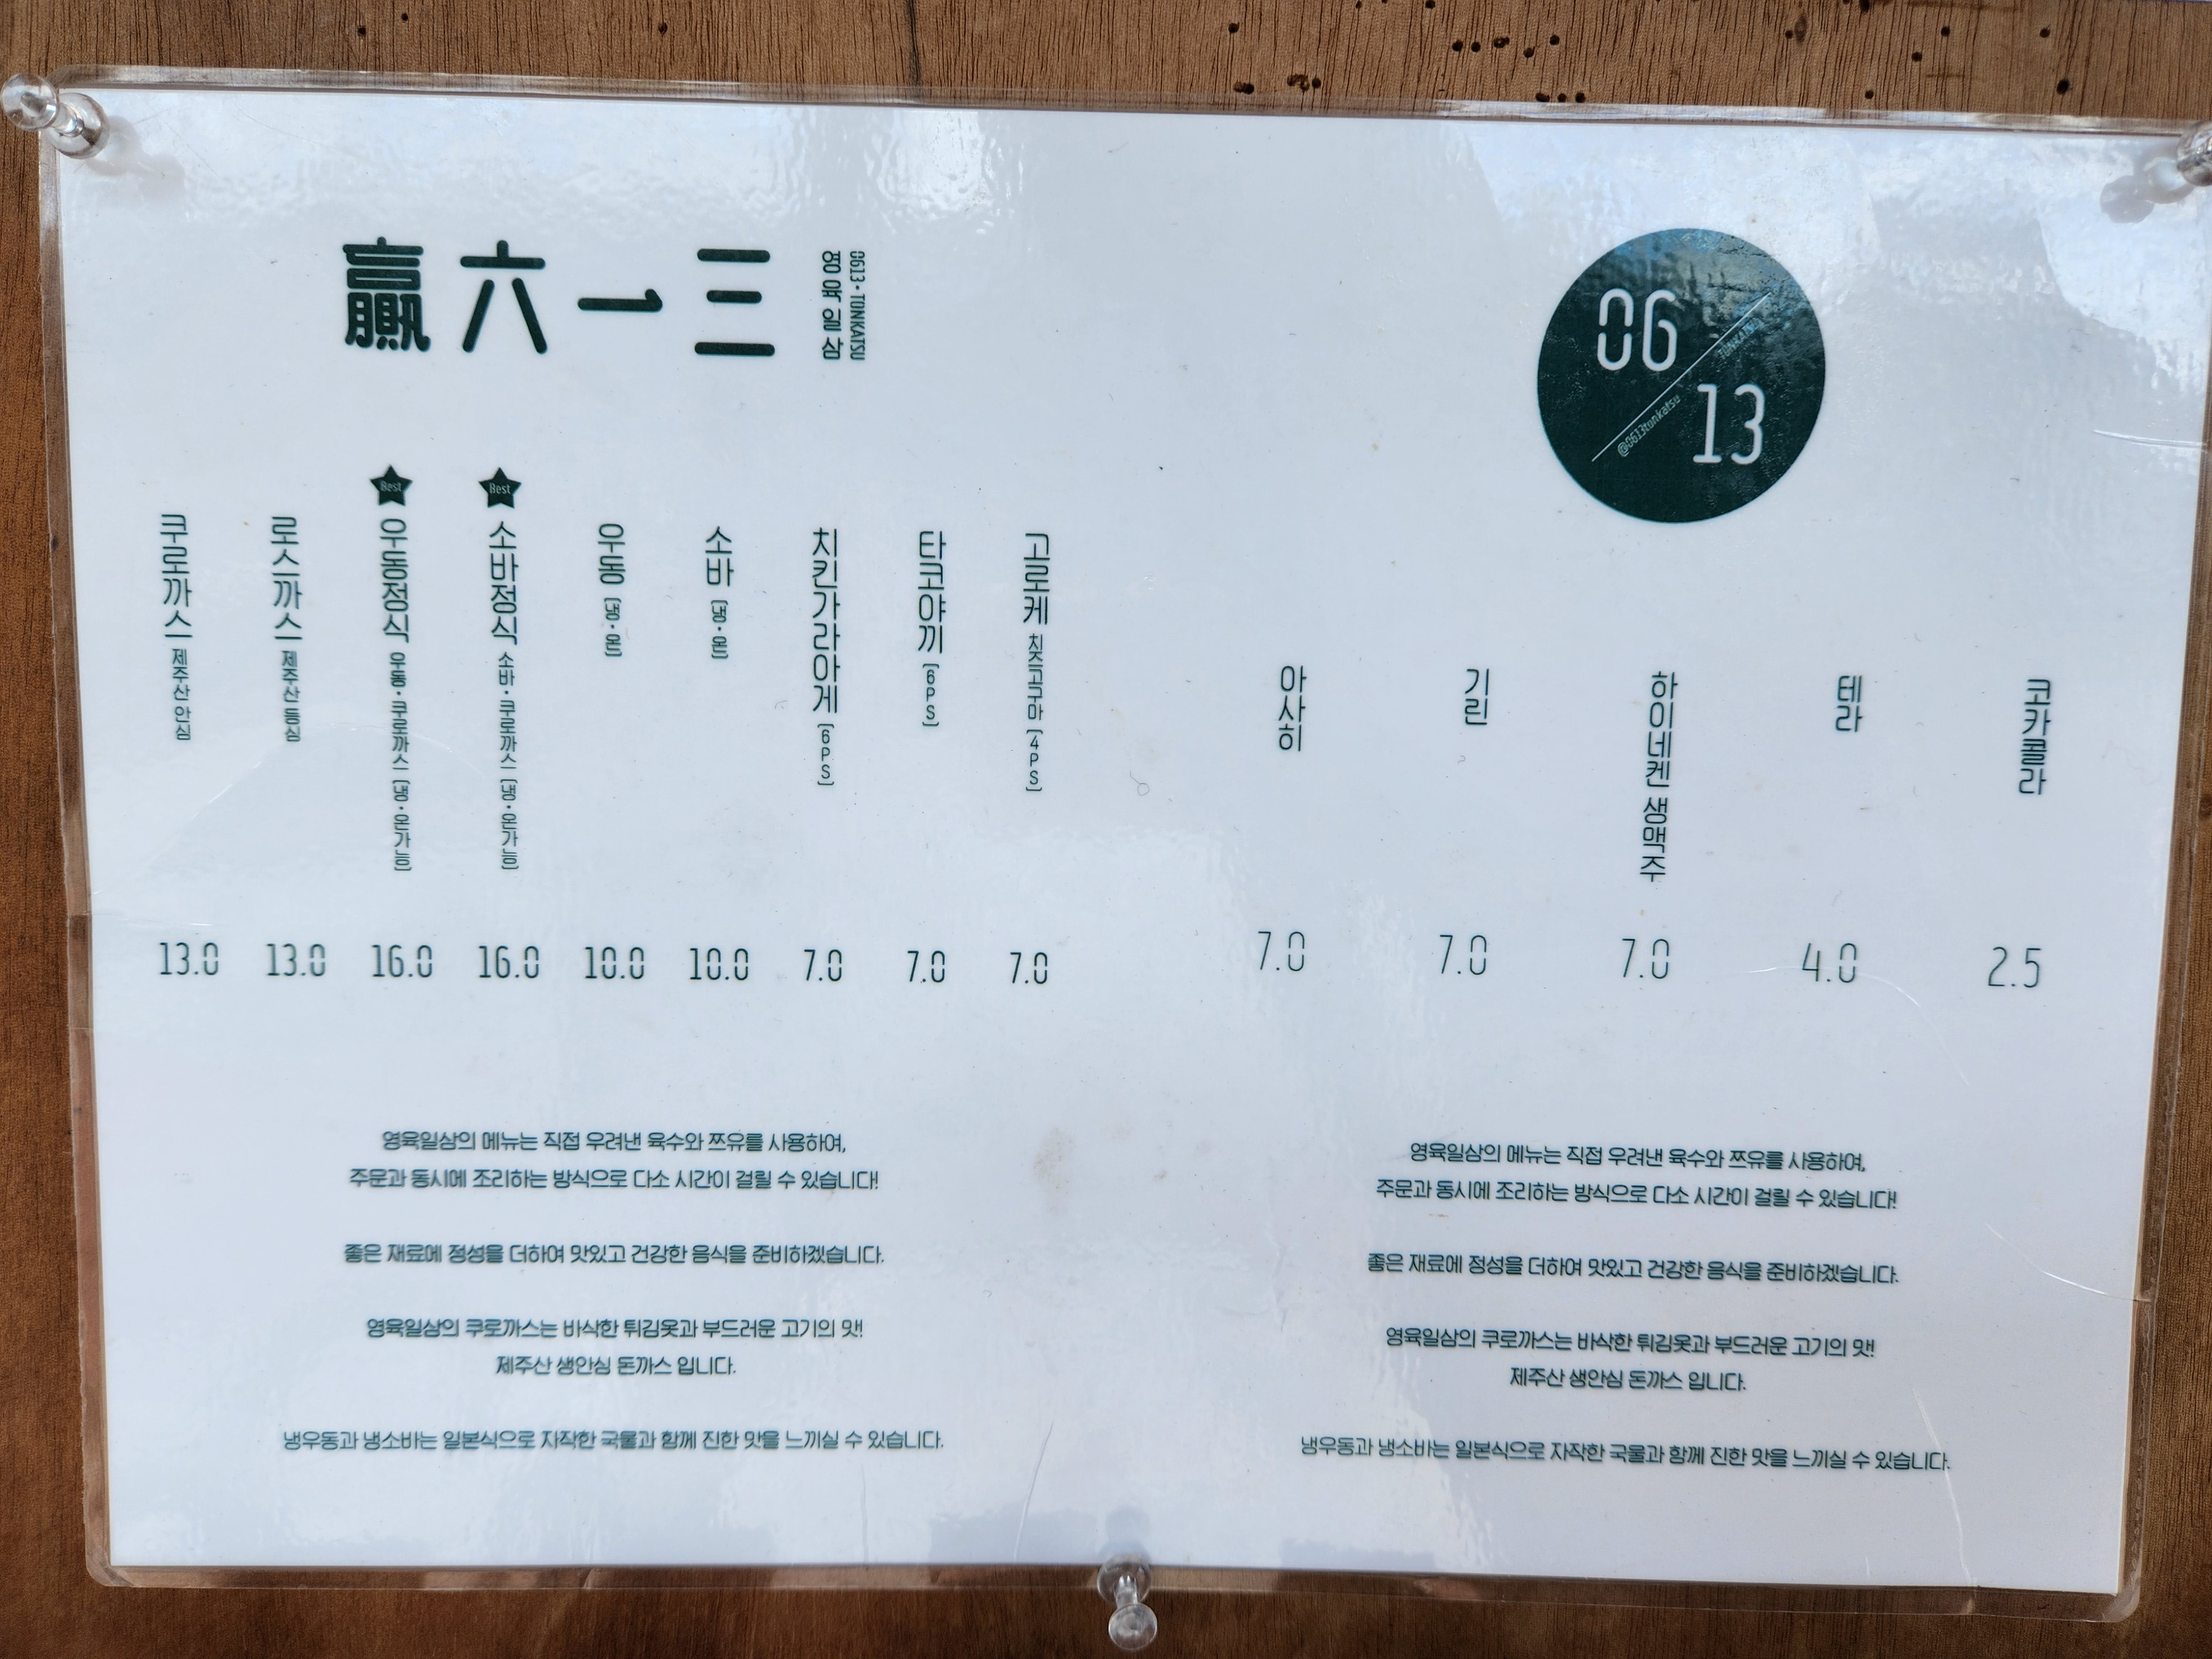 贏六一三
영육일삼
0613 · TONKATSU
06
TONKATSU
@0613tonkatsu
13
쿠로까스 제주산 안심
13.0
로스까스 제주산 등심
13.0
Best
우동정식 우동 · 쿠로까스 [냉 · 온가능]
16.0
Best
소바정식 소바 · 쿠로까스 [냉 · 온가능]
16.0
우동 [냉 · 온]
10.0
소바 [냉 · 온]
10.0
치킨가라아게 [6PS]
7.0
타코야끼 [6PS]
7.0
고로케 치즈고구마 [4PS]
7.0
아사히
7.0
기린
7.0
하이네켄 생맥주
7.0
테라
4.0
코카콜라
2.5
영육일삼의 메뉴는 직접 우려낸 육수와 쯔유를 사용하여,
주문과 동시에 조리하는 방식으로 다소 시간이 걸릴 수 있습니다!
좋은 재료에 정성을 더하여 맛있고 건강한 음식을 준비하겠습니다.
영육일삼의 쿠로까스는 바삭한 튀김옷과 부드러운 고기의 맛!
제주산 생안심 돈까스 입니다.
냉우동과 냉소바는 일본식으로 자작한 국물과 함께 진한 맛을 느끼실 수 있습니다.
영육일삼의 메뉴는 직접 우려낸 육수와 쯔유를 사용하여,
주문과 동시에 조리하는 방식으로 다소 시간이 걸릴 수 있습니다!
좋은 재료에 정성을 더하여 맛있고 건강한 음식을 준비하겠습니다.
영육일삼의 쿠로까스는 바삭한 튀김옷과 부드러운 고기의 맛!
제주산 생안심 돈까스 입니다.
냉우동과 냉소바는 일본식으로 자작한 국물과 함께 진한 맛을 느끼실 수 있습니다.